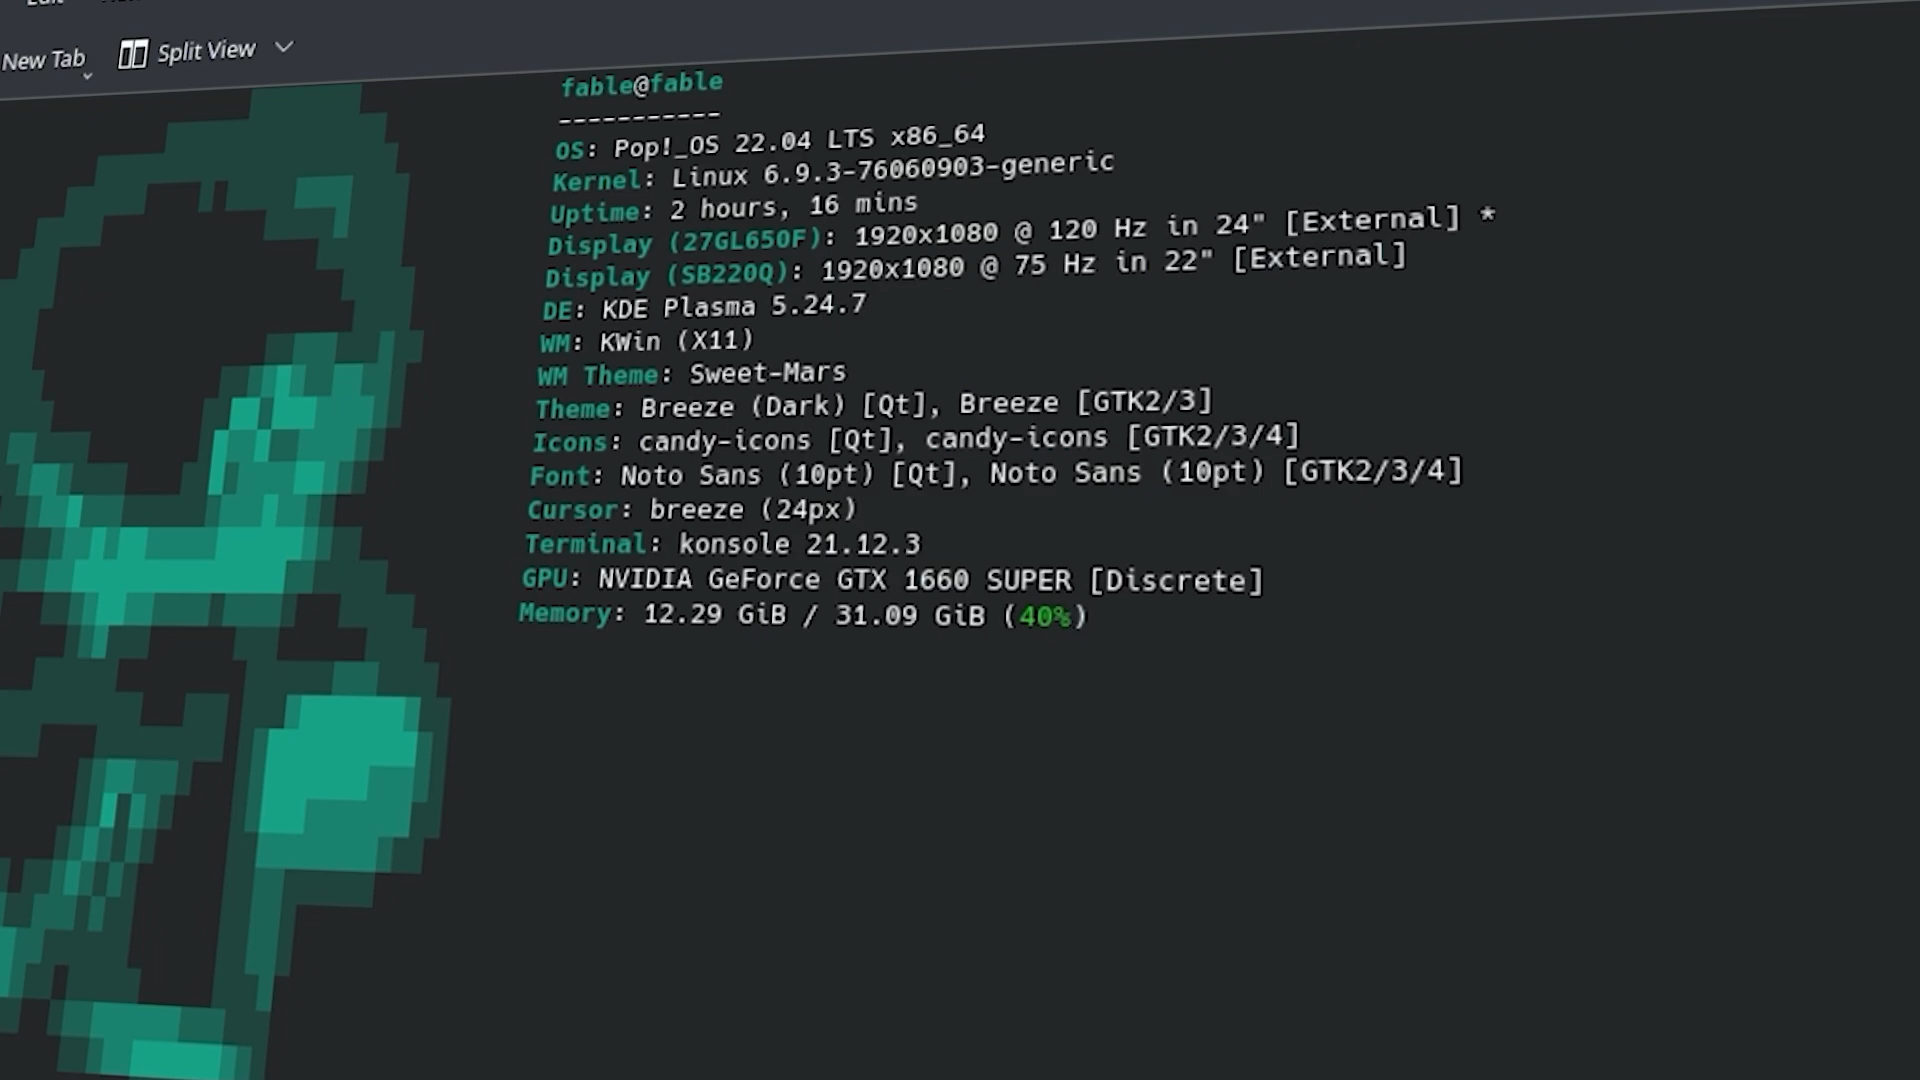 New Tab
Split View
fable@fable
-----------
OS: Pop!_OS 22.04 LTS x86_64
Kernel: Linux 6.9.3-76060903-generic
Uptime: 2 hours, 16 mins
Display (27GL650F): 1920x1080 @ 120 Hz in 24" [External] *
Display (SB220Q): 1920x1080 @ 75 Hz in 22" [External]
DE: KDE Plasma 5.24.7
WM: KWin (X11)
WM Theme: Sweet-Mars
Theme: Breeze (Dark) [Qt], Breeze [GTK2/3]
Icons: candy-icons [Qt], candy-icons [GTK2/3/4]
Font: Noto Sans (10pt) [Qt], Noto Sans (10pt) [GTK2/3/4]
Cursor: breeze (24px)
Terminal: konsole 21.12.3
GPU: NVIDIA GeForce GTX 1660 SUPER [Discrete]
Memory: 12.29 GiB / 31.09 GiB (40%)